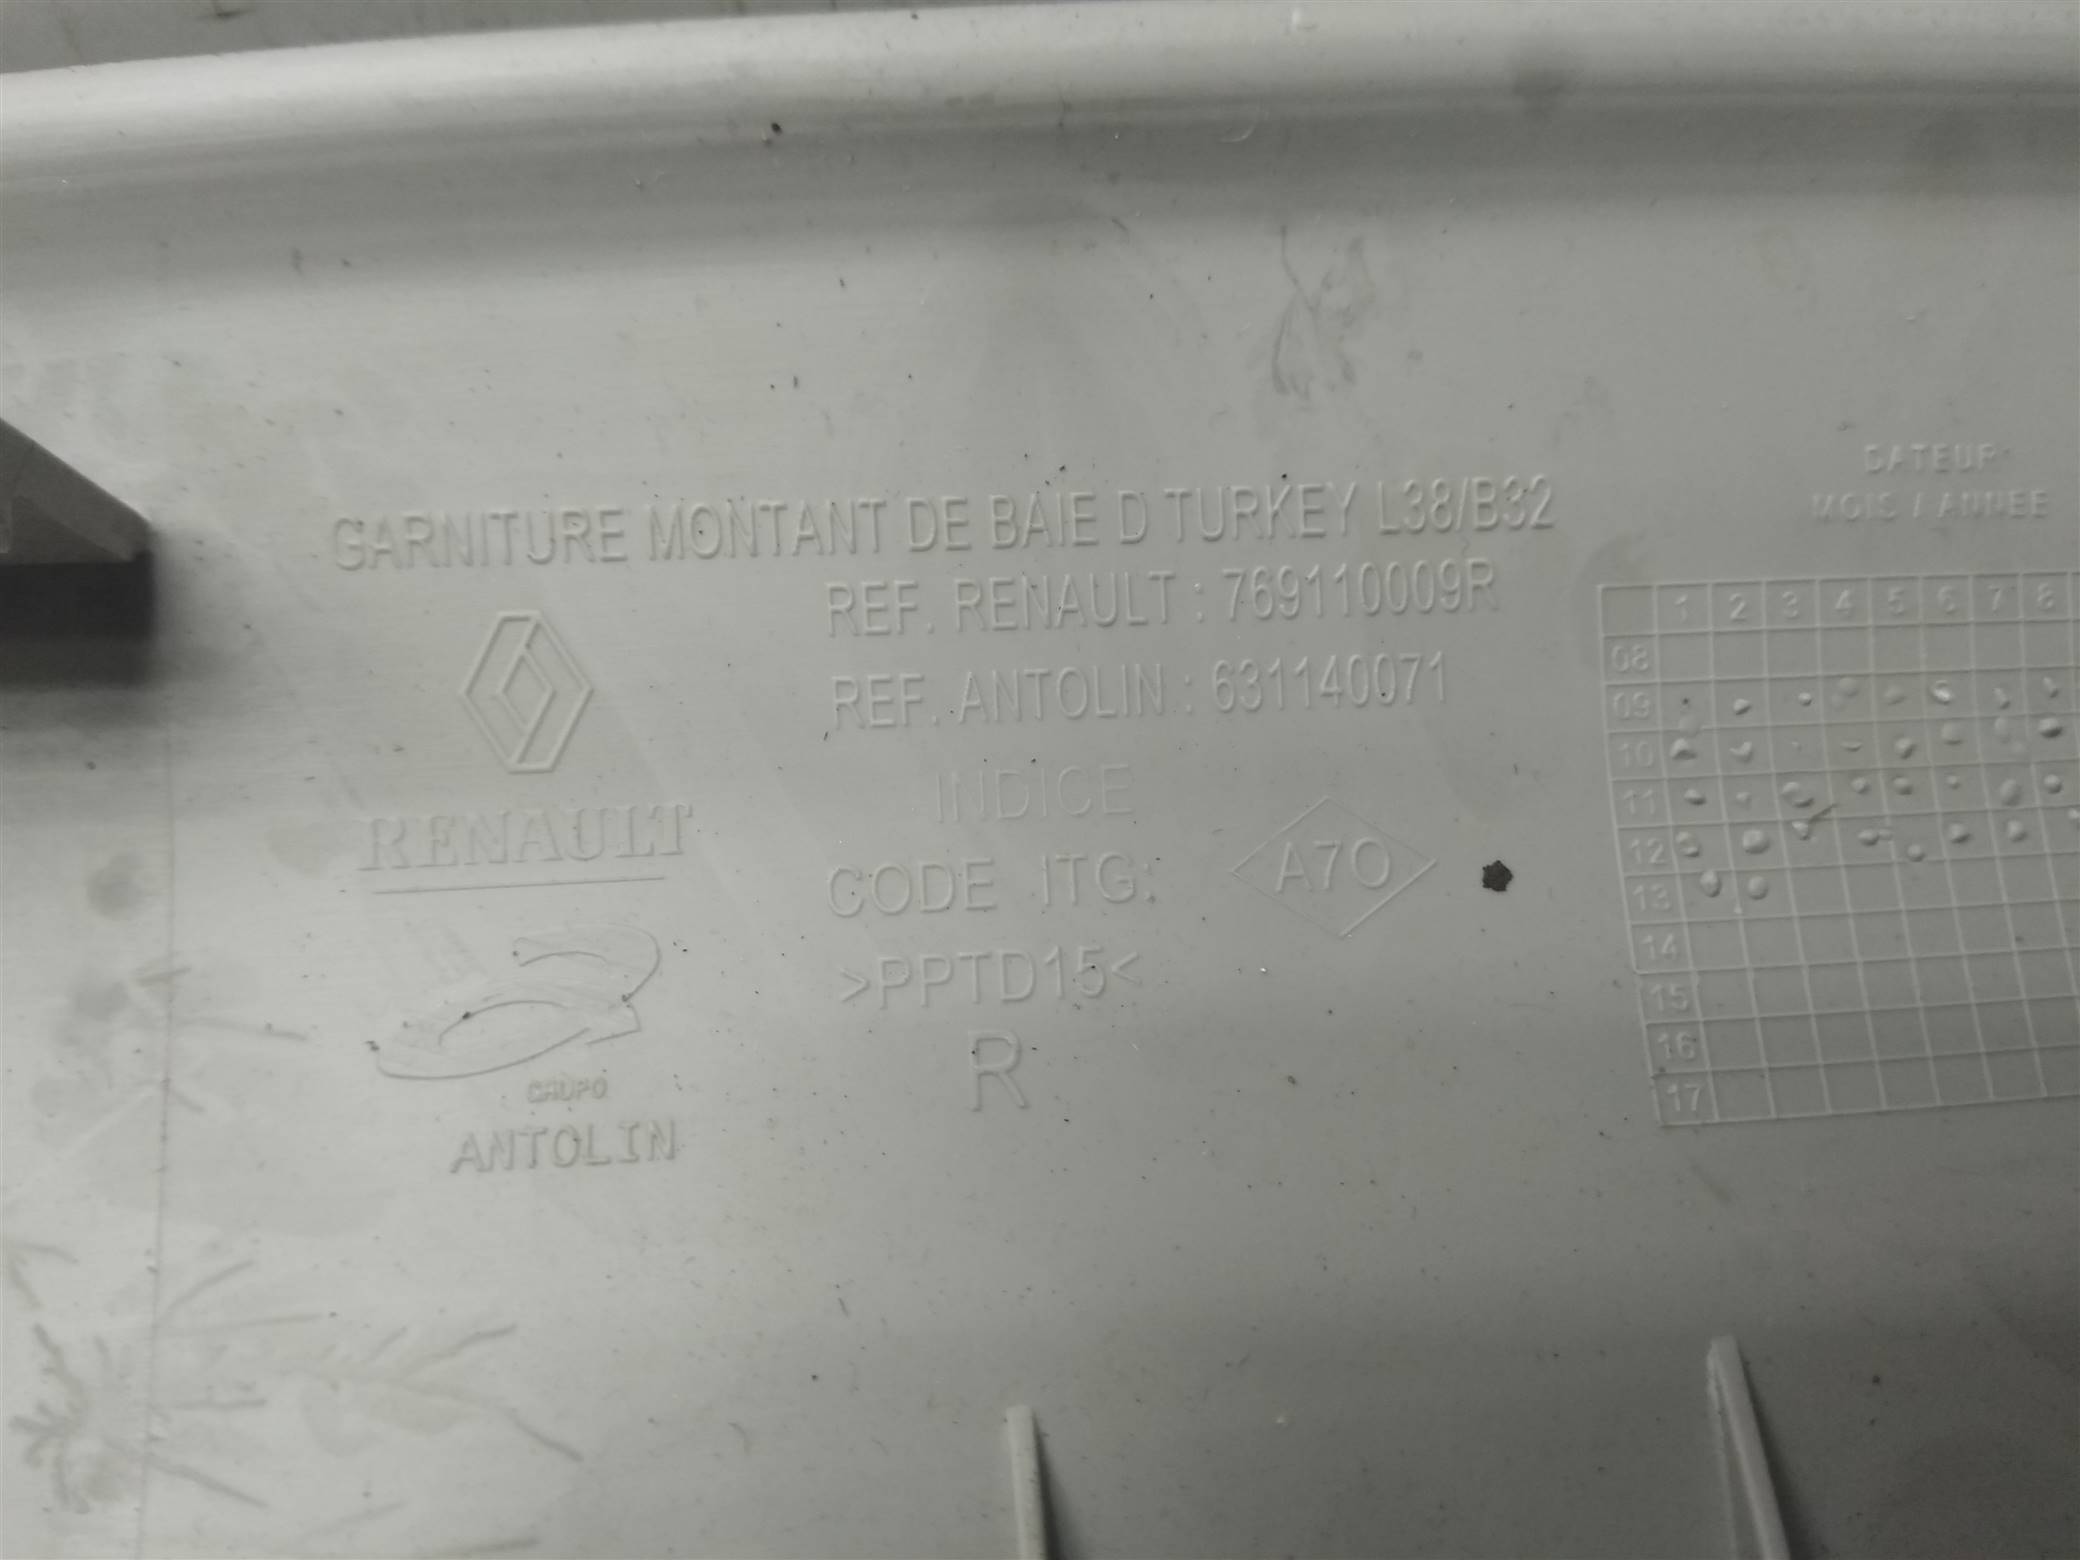 GARNITURE MONTANT DE BAIE D TURKEY L38/B32
REF. RENAULT : 769110009R
REF. ANTOLIN : 631140071
INDICE
CODE ITG: A7O
>PPTD15<
R
RENAULT
GRUPO
ANTOLIN
DATEUR
MOIS / ANNEE
1 2 3 4 5 6 7 8
08
09
10
11
12
13
14
15
16
17